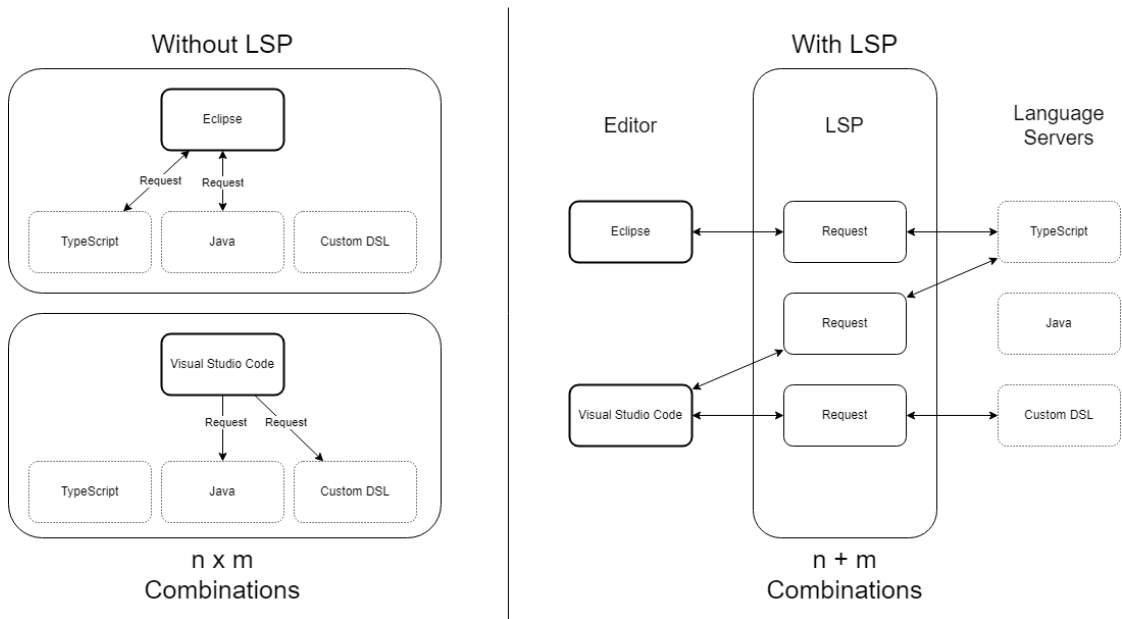 Without LSP
Eclipse
Request
Request
TypeScript
Java
Custom DSL
Visual Studio Code
Request
Request
TypeScript
Java
Custom DSL
n x m
Combinations
With LSP
Editor
LSP
Language
Servers
Eclipse
Request
TypeScript
Request
Java
Visual Studio Code
Request
Custom DSL
n + m
Combinations